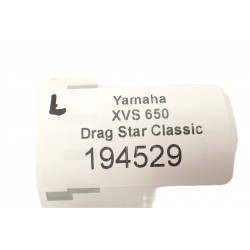 L
Yamaha
XVS 650
Drag Star Classic
194529